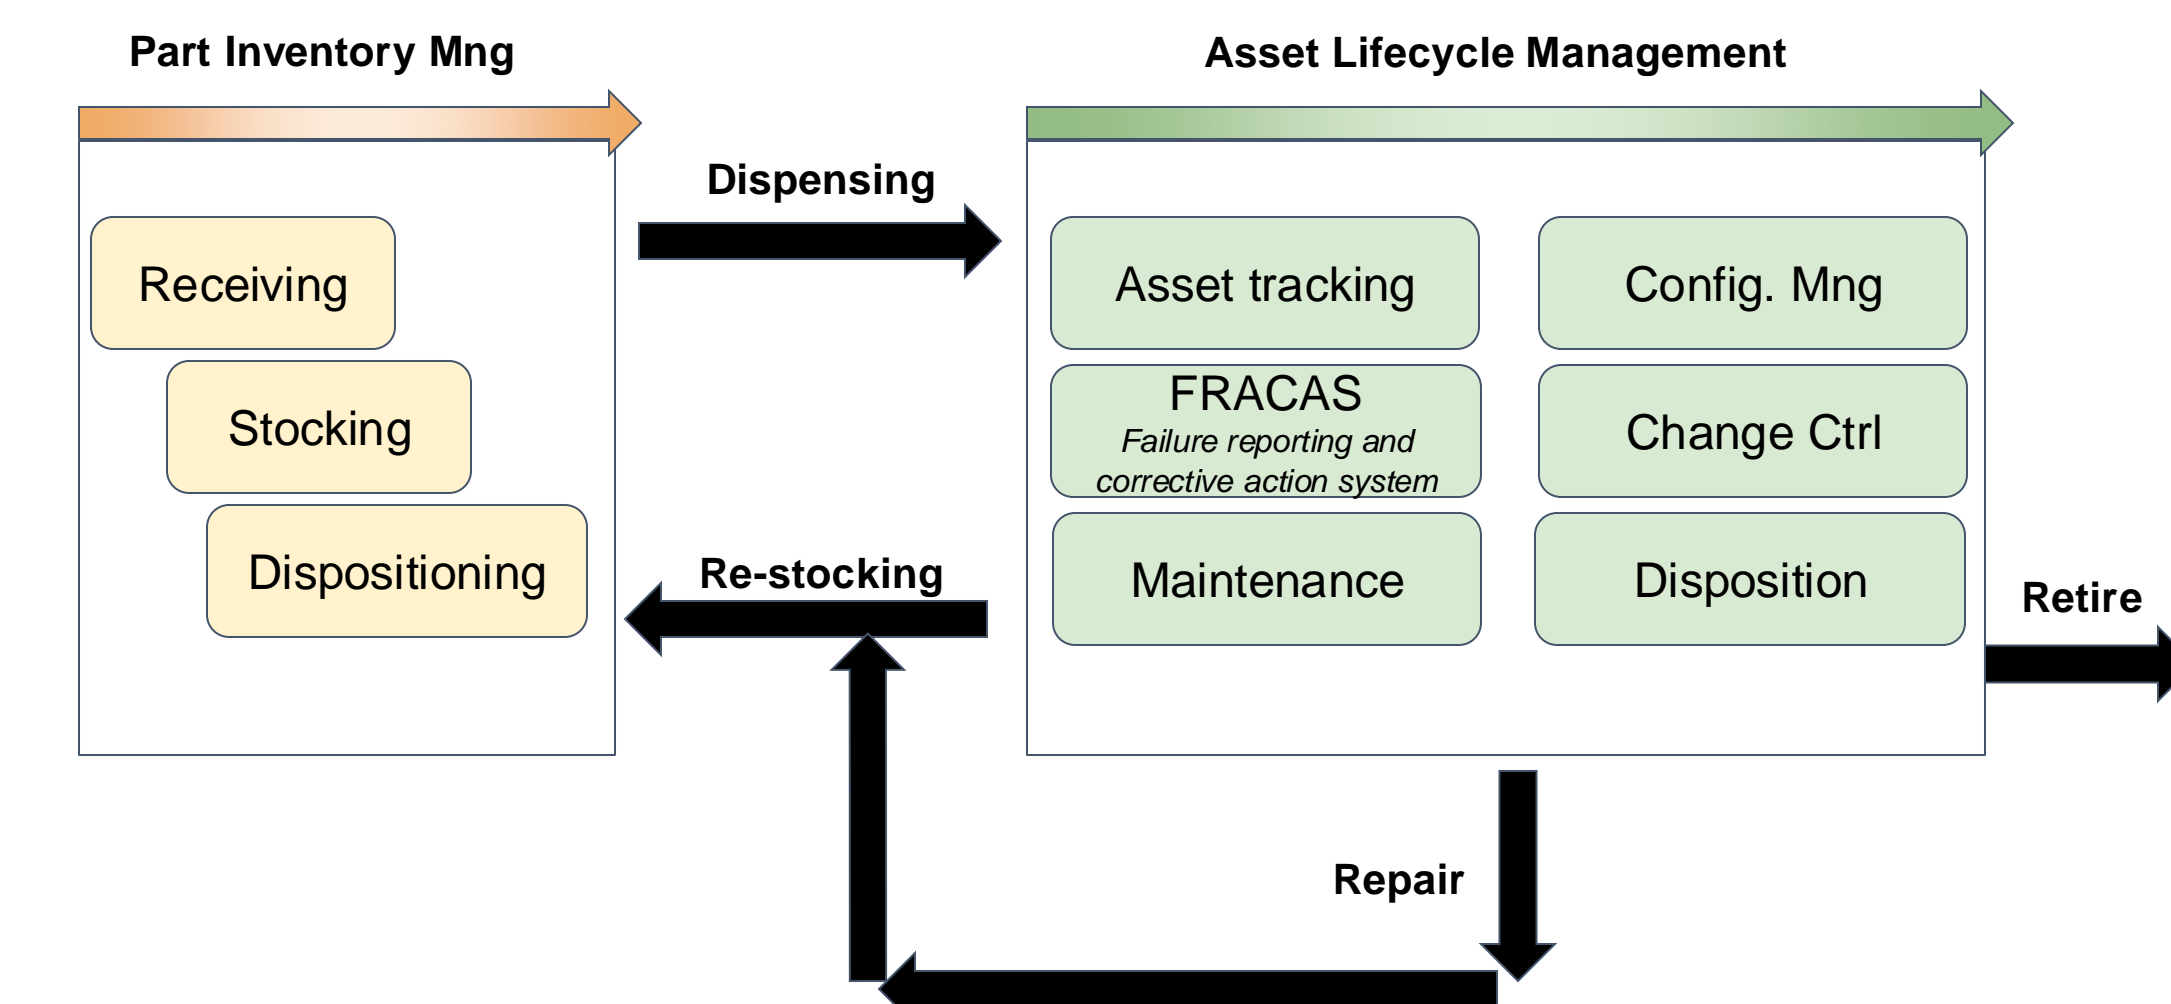 Part Inventory Mng
Asset Lifecycle Management
Dispensing
Receiving
Stocking
Dispositioning
Re-stocking
Asset tracking
Config. Mng
FRACAS
Failure reporting and
corrective action system
Change Ctrl
Maintenance
Disposition
Retire
Repair